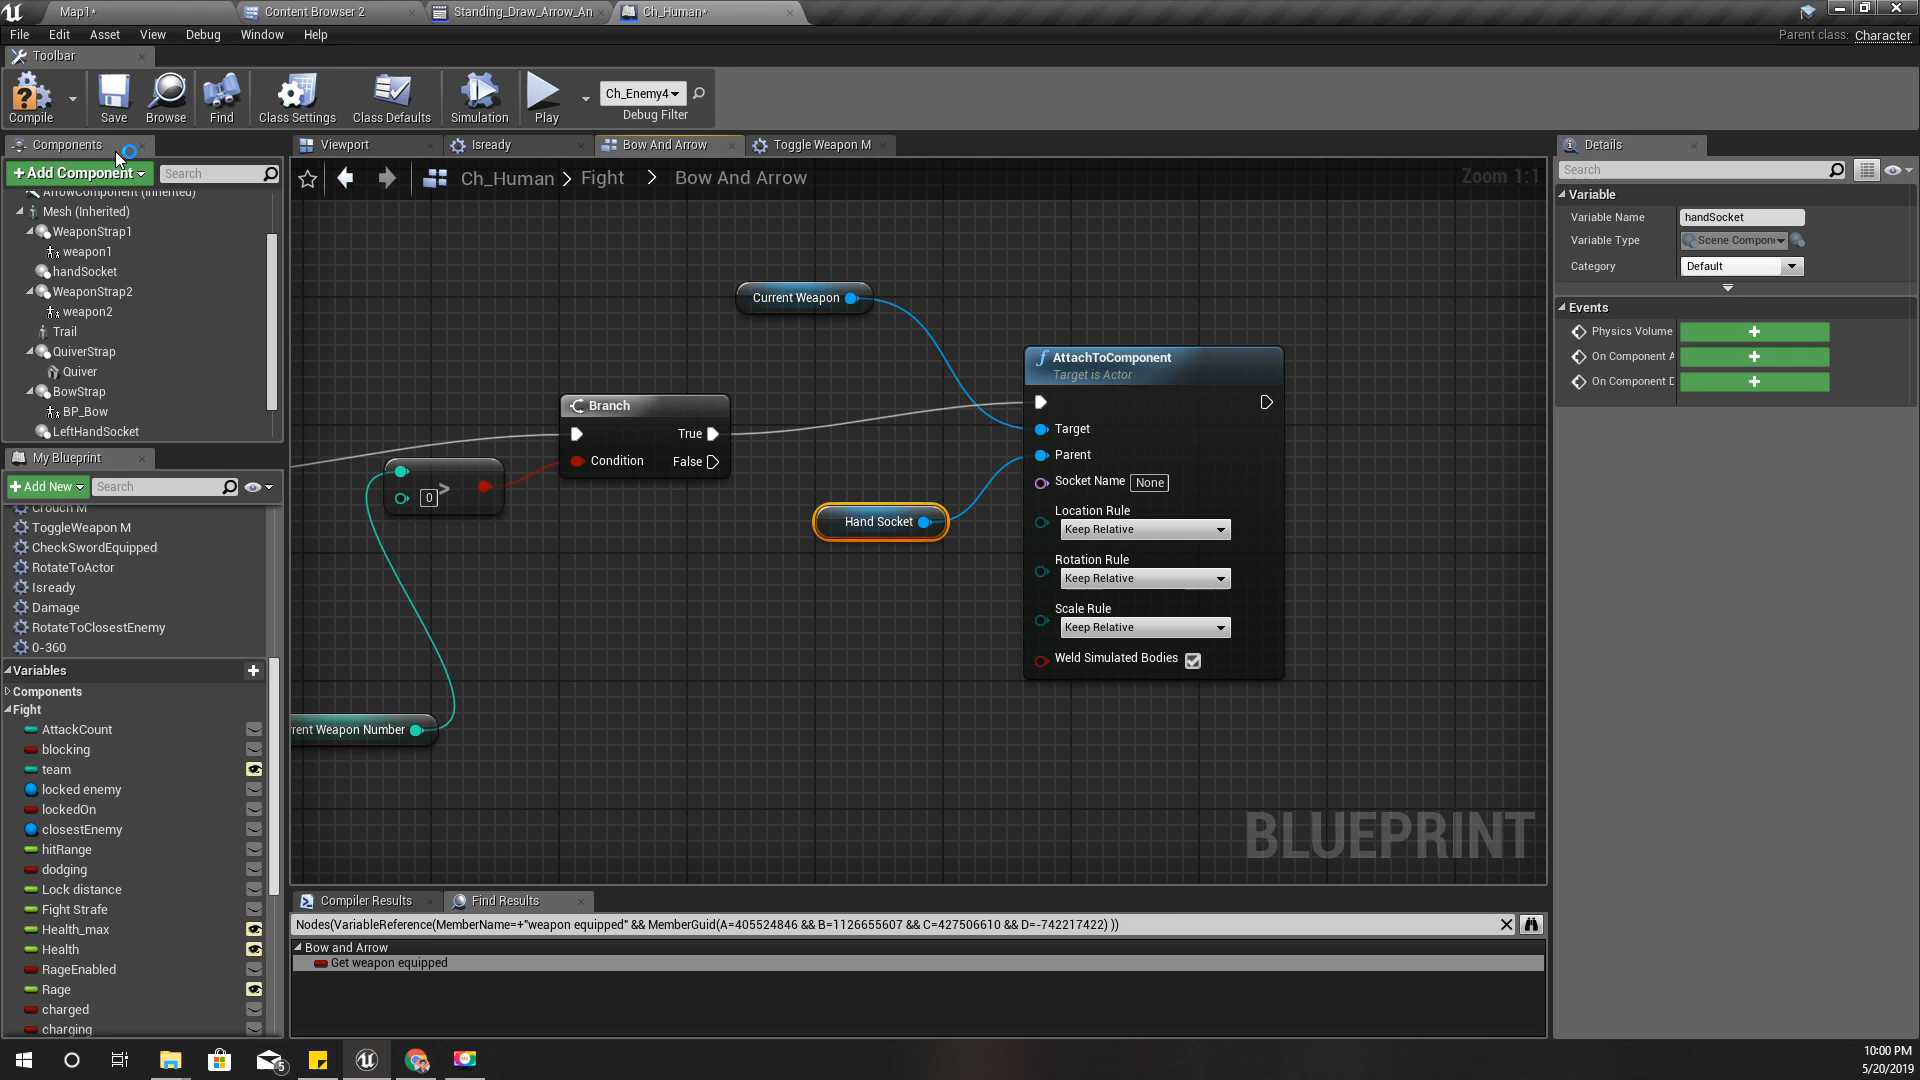 Map1*
Content Browser 2
Standing_Draw_Arrow_An
Ch_Human*
File Edit Asset View Debug Window Help
Parent class: Character
Toolbar
Compile
Save
Browse
Find
Class Settings
Class Defaults
Simulation
Play
Ch_Enemy4
Debug Filter
Components
+Add Component
Search
ArrowComponent (Inherited)
Mesh (Inherited)
WeaponStrap1
weapon1
handSocket
WeaponStrap2
weapon2
Trail
QuiverStrap
Quiver
BowStrap
BP_Bow
LeftHandSocket
My Blueprint
+Add New
Search
Crouch M
ToggleWeapon M
CheckSwordEquipped
RotateToActor
Isready
Damage
RotateToClosestEnemy
0-360
Variables
Components
Fight
AttackCount
blocking
team
locked enemy
lockedOn
closestEnemy
hitRange
dodging
Lock distance
Fight Strafe
Health_max
Health
RageEnabled
Rage
charged
charging
Viewport
Isready
Bow And Arrow
Toggle Weapon M
Ch_Human > Fight > Bow And Arrow
Zoom 1:1
Current Weapon
AttachToComponent
Target is Actor
Target
Parent
Socket Name None
Location Rule
Keep Relative
Rotation Rule
Keep Relative
Scale Rule
Keep Relative
Weld Simulated Bodies
Branch
True
Condition
False
0 >
Hand Socket
rent Weapon Number
BLUEPRINT
Compiler Results
Find Results
Nodes(VariableReference(MemberName=+"weapon equipped" && MemberGuid(A=405524846 && B=1126655607 && C=427506610 && D=-742217422) ))
Bow and Arrow
Get weapon equipped
Details
Search
Variable
Variable Name handSocket
Variable Type Scene Compon
Category Default
Events
Physics Volume
On Component A
On Component D
5
10:00 PM
5/20/2019